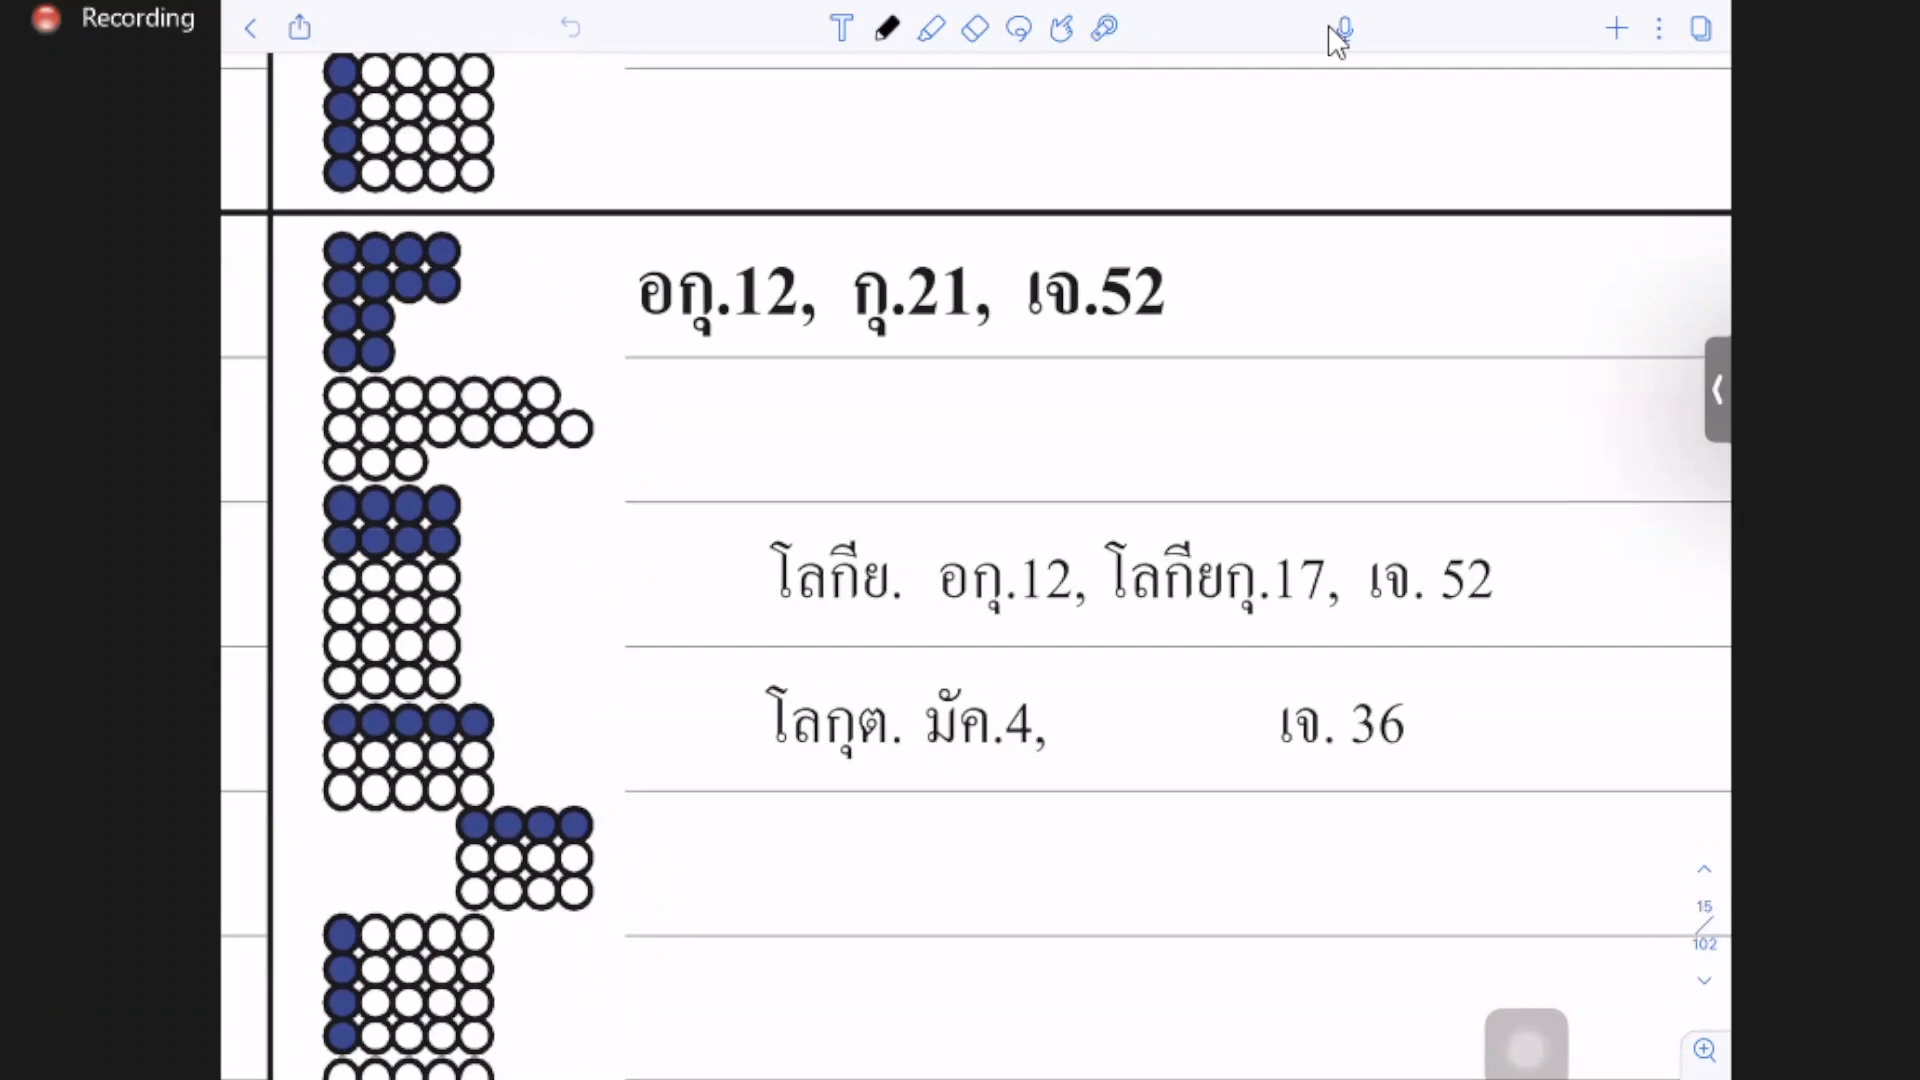 Recording
อกุ.12, กุ.21, เจ.52
โลกีย. อกุ.12, โลกียกุ.17, เจ. 52
โลกุต. มัค.4, เจ. 36
15
102